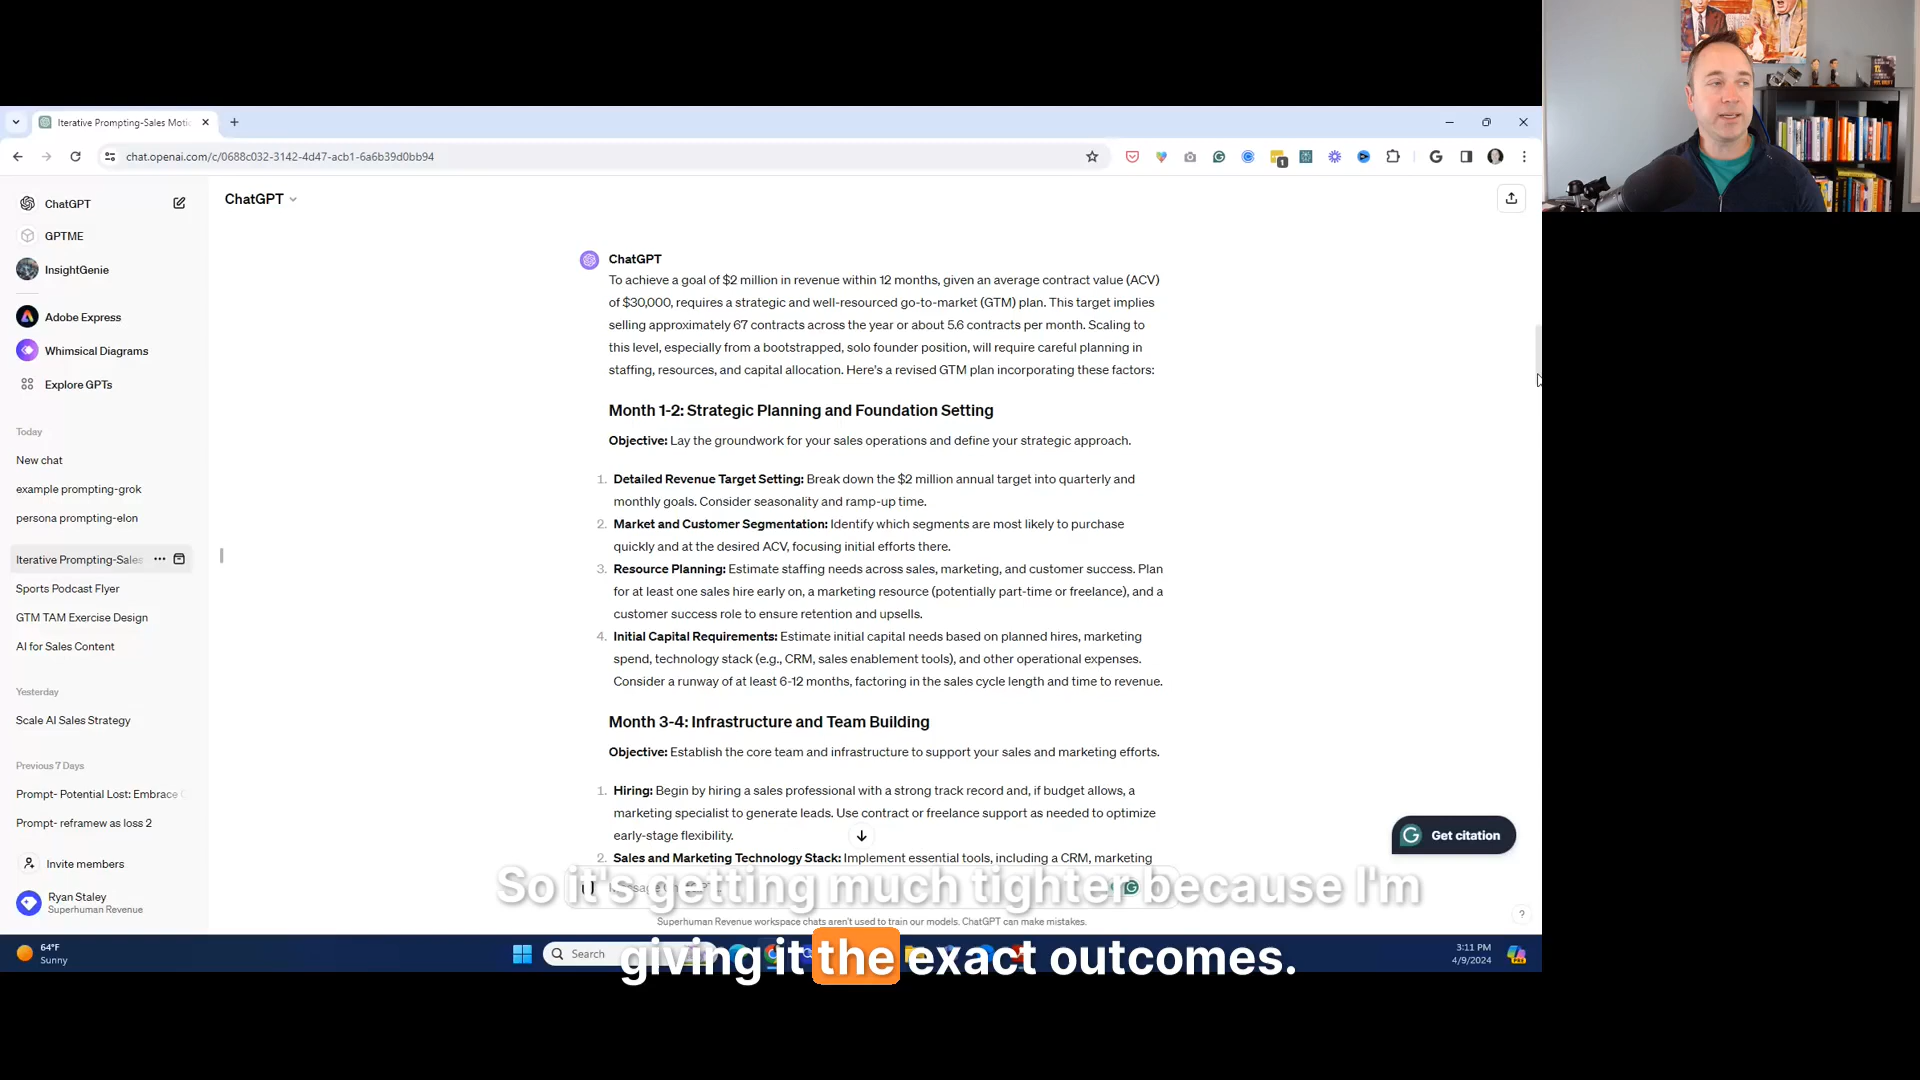 Iterative Prompting-Sales Motic
chat.openai.com/c/0688c032-3142-4d47-acb1-6a6b39d0bb94
1
ChatGPT
GPTME
InsightGenie
Adobe Express
Whimsical Diagrams
Explore GPTs
Today
New chat
example prompting-grok
persona prompting-elon
Iterative Prompting-Sales
Sports Podcast Flyer
GTM TAM Exercise Design
AI for Sales Content
Yesterday
Scale AI Sales Strategy
Previous 7 Days
Prompt- Potential Lost: Embrace
Prompt- reframew as loss 2
Invite members
Ryan Staley
Superhuman Revenue
ChatGPT
ChatGPT
To achieve a goal of $2 million in revenue within 12 months, given an average contract value (ACV)
of $30,000, requires a strategic and well-resourced go-to-market (GTM) plan. This target implies
selling approximately 67 contracts across the year or about 5.6 contracts per month. Scaling to
this level, especially from a bootstrapped, solo founder position, will require careful planning in
staffing, resources, and capital allocation. Here's a revised GTM plan incorporating these factors:
Month 1-2: Strategic Planning and Foundation Setting
Objective: Lay the groundwork for your sales operations and define your strategic approach.
1. Detailed Revenue Target Setting: Break down the $2 million annual target into quarterly and
monthly goals. Consider seasonality and ramp-up time.
2. Market and Customer Segmentation: Identify which segments are most likely to purchase
quickly and at the desired ACV, focusing initial efforts there.
3. Resource Planning: Estimate staffing needs across sales, marketing, and customer success. Plan
for at least one sales hire early on, a marketing resource (potentially part-time or freelance), and a
customer success role to ensure retention and upsells.
4. Initial Capital Requirements: Estimate initial capital needs based on planned hires, marketing
spend, technology stack (e.g., CRM, sales enablement tools), and other operational expenses.
Consider a runway of at least 6-12 months, factoring in the sales cycle length and time to revenue.
Month 3-4: Infrastructure and Team Building
Objective: Establish the core team and infrastructure to support your sales and marketing efforts.
1. Hiring: Begin by hiring a sales professional with a strong track record and, if budget allows, a
marketing specialist to generate leads. Use contract or freelance support as needed to optimize
early-stage flexibility.
2. Sales and Marketing Technology Stack: Implement essential tools, including a CRM, marketing
Get citation
So it's getting much tighter because I'm
giving it the exact outcomes.
Superhuman Revenue workspace chats aren't used to train our models. ChatGPT can make mistakes.
?
64°F
Sunny
Search
3:11 PM
4/9/2024